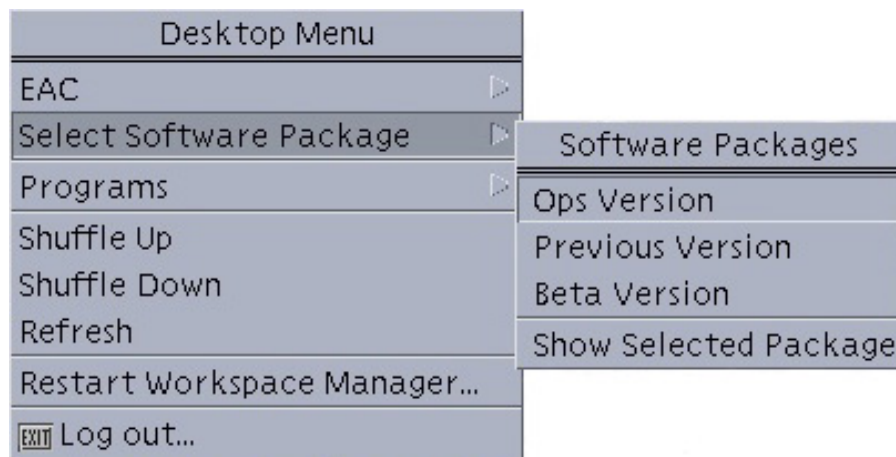 Desktop Menu
EAC
Select Software Package
Programs
Shuffle Up
Shuffle Down
Refresh
Restart Workspace Manager...
EXIT Log out...
Software Packages
Ops Version
Previous Version
Beta Version
Show Selected Package